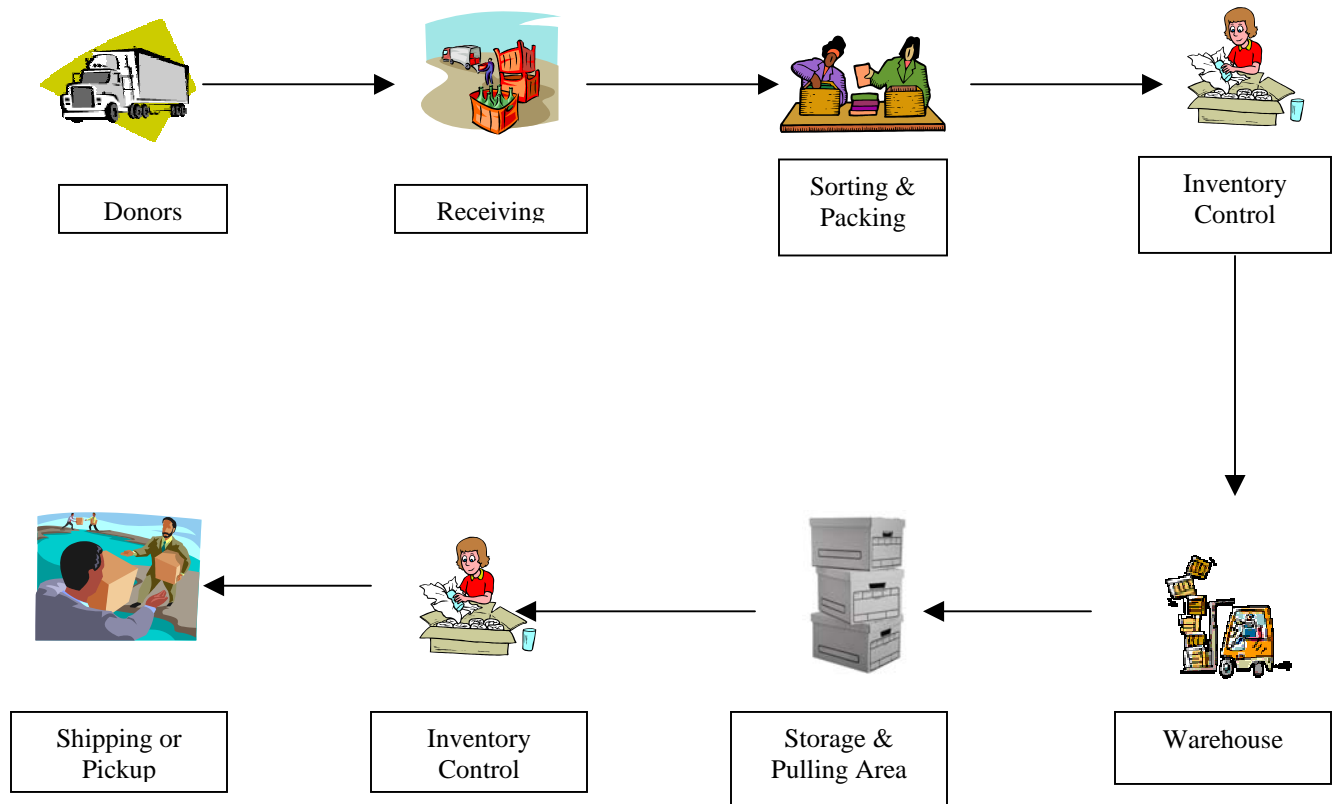 Donors
Receiving
Sorting &
Packing
Inventory
Control
Shipping or
Pickup
Inventory
Control
Storage &
Pulling Area
Warehouse